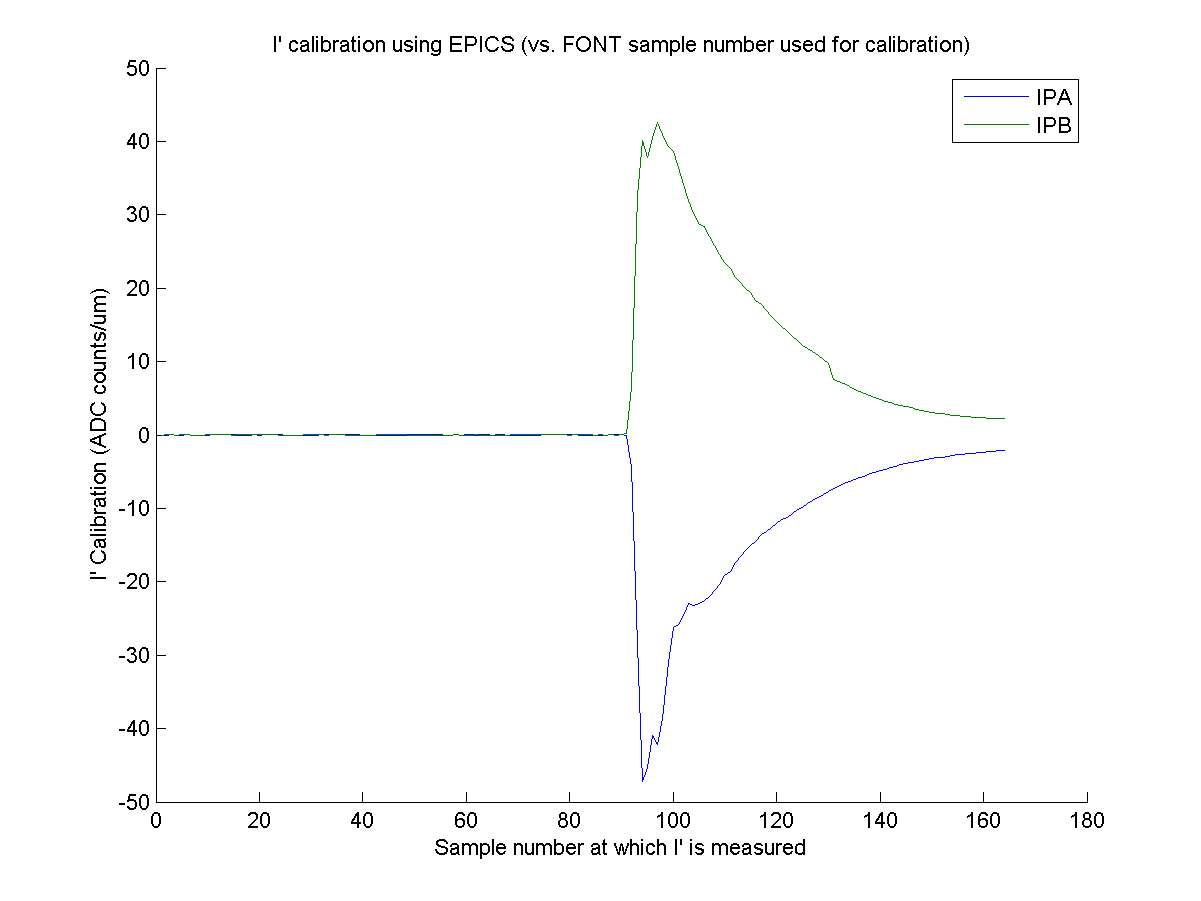 I' calibration using EPICS (vs. FONT sample number used for calibration)
50
40
30
20
10
0
-10
-20
-30
-40
-50
I' Calibration (ADC counts/um)
IPA
IPB
0 20 40 60 80 100 120 140 160 180
Sample number at which I' is measured